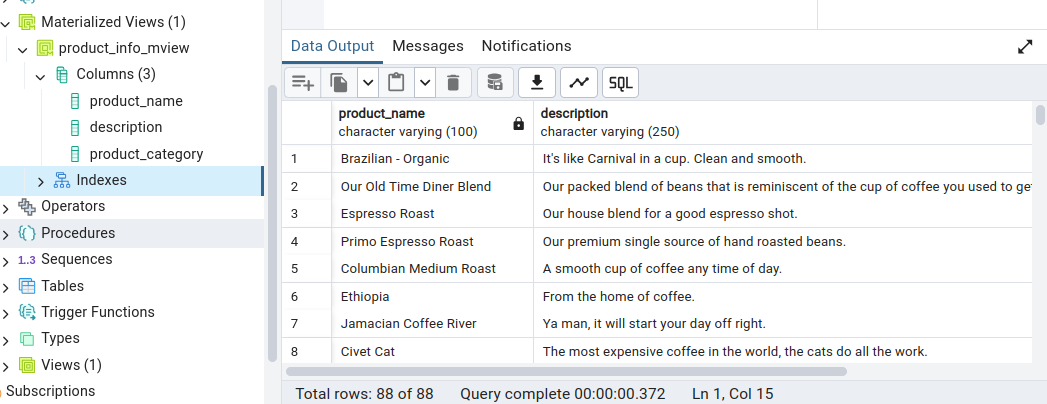 Materialized Views (1)
product_info_mview
Columns (3)
product_name
description
product_category
Indexes
Operators
Procedures
1..3 Sequences
Tables
Trigger Functions
Types
Views (1)
Subscriptions
Data Output Messages Notifications
SQL
product_name description
character varying (100) character varying (250)
1 Brazilian - Organic It's like Carnival in a cup. Clean and smooth.
2 Our Old Time Diner Blend Our packed blend of beans that is reminiscent of the cup of coffee you used to get
3 Espresso Roast Our house blend for a good espresso shot.
4 Primo Espresso Roast Our premium single source of hand roasted beans.
5 Columbian Medium Roast A smooth cup of coffee any time of day.
6 Ethiopia From the home of coffee.
7 Jamacian Coffee River Ya man, it will start your day off right.
8 Civet Cat The most expensive coffee in the world, the cats do all the work.
Total rows: 88 of 88 Query complete 00:00:00.372 Ln 1, Col 15